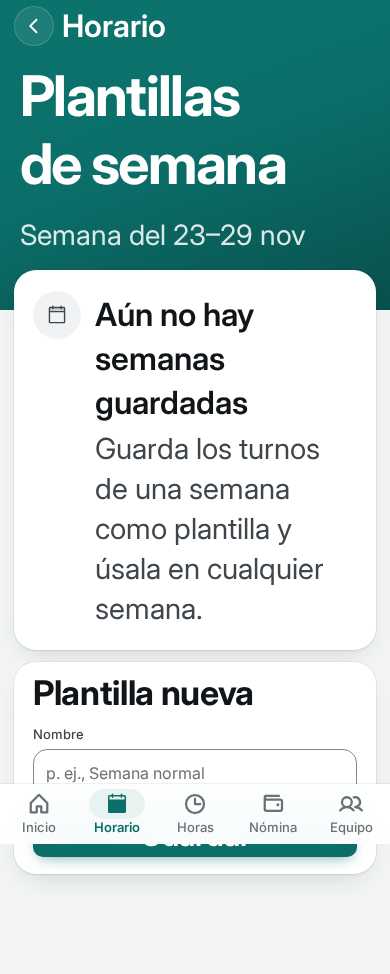 Horario
Plantillas
de semana
Semana del 23–29 nov
Aún no hay
semanas
guardadas
Guarda los turnos
de una semana
como plantilla y
úsala en cualquier
semana.
Plantilla nueva
Nombre
p. ej., Semana normal
Inicio
Horario
Horas
Nómina
Equipo